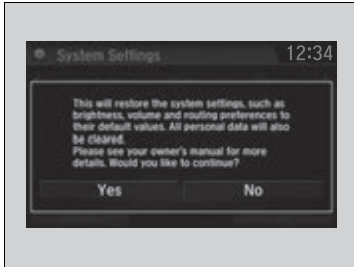 System Settings
12:34
This will restore the system settings, such as
brightness, volume and routing preferences to
their default values. All personal data will also
be cleared.
Please see your owner's manual for more
details. Would you like to continue?
Yes
No